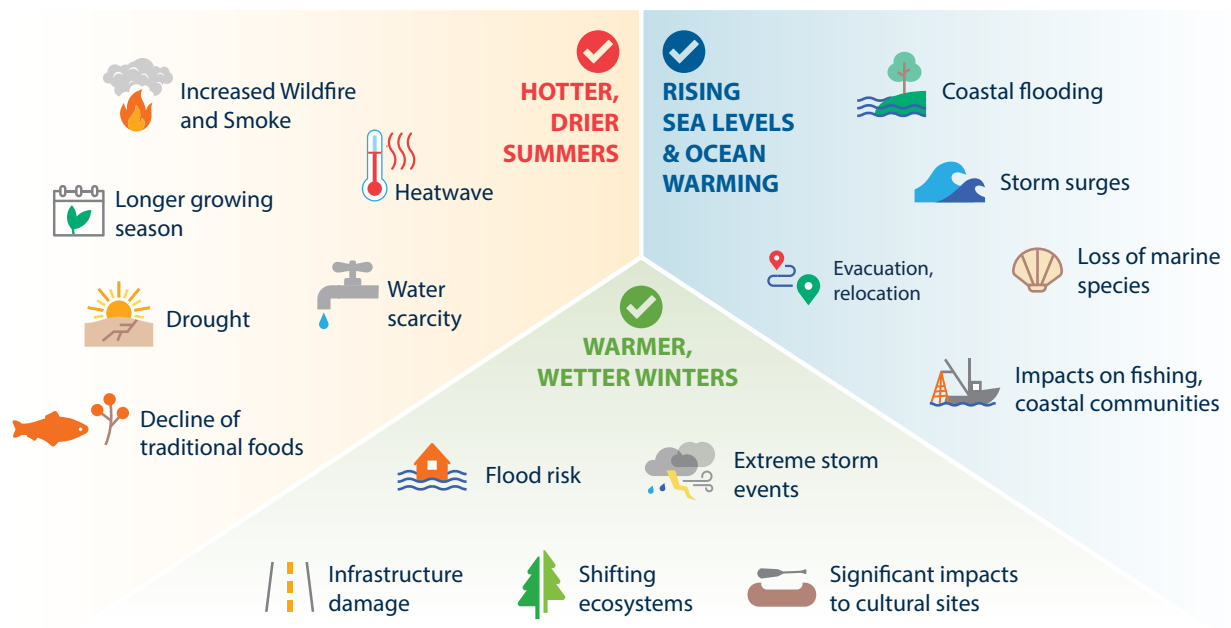 HOTTER,
DRIER
SUMMERS
Increased Wildfire
and Smoke
Heatwave
Longer growing
season
Water
scarcity
Drought
Decline of
traditional foods
RISING
SEA LEVELS
& OCEAN
WARMING
Coastal flooding
Storm surges
Evacuation,
relocation
Loss of marine
species
Impacts on fishing,
coastal communities
WARMER,
WETTER WINTERS
Flood risk
Extreme storm
events
Infrastructure
damage
Shifting
ecosystems
Significant impacts
to cultural sites